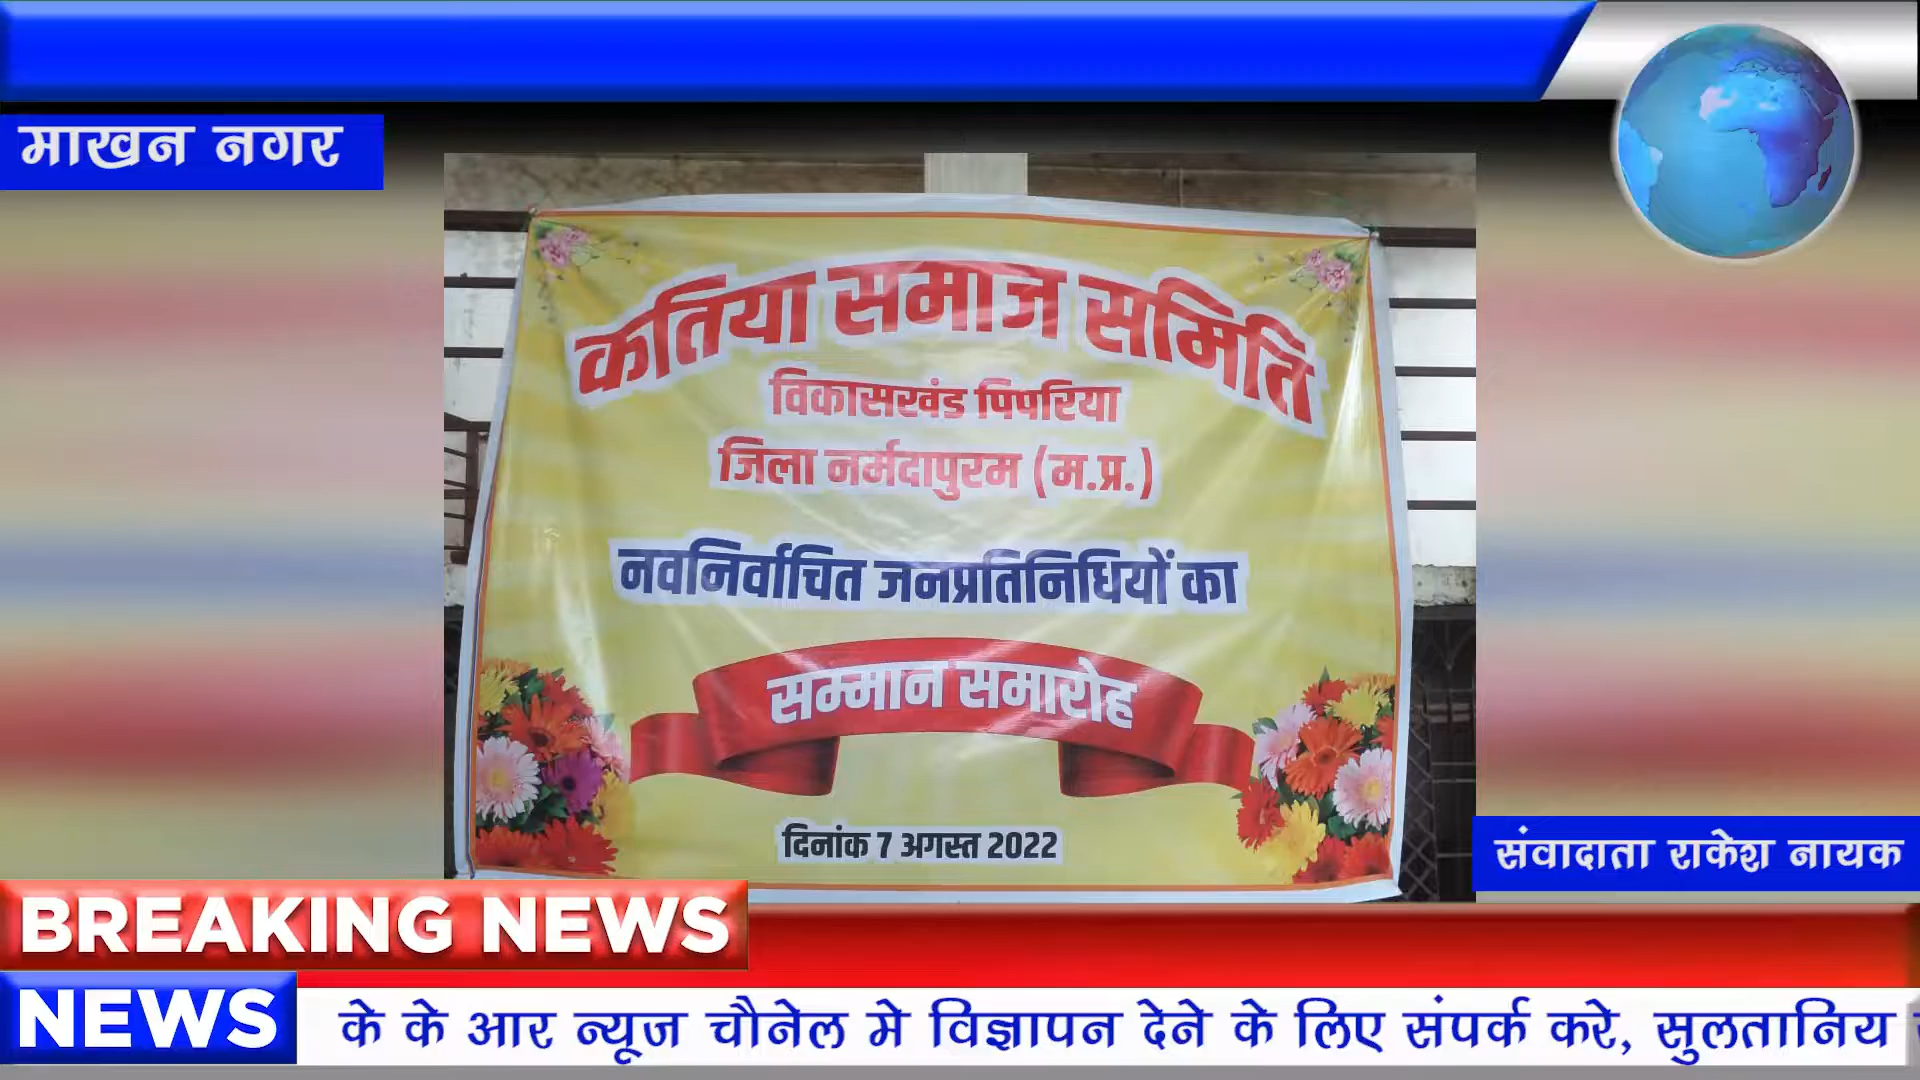 माखन नगर
कतिया समाज समिति
विकासखंड पिपरिया
जिला नर्मदापुरम (म.प्र.)
नवनिर्वाचित जनप्रतिनिधियों का
सम्मान समारोह
दिनांक 7 अगस्त 2022
संवादाता राकेश नायक
BREAKING NEWS
NEWS
के के आर न्यूज चौनेल मे विज्ञापन देने के लिए संपर्क करे, सुलतानिय